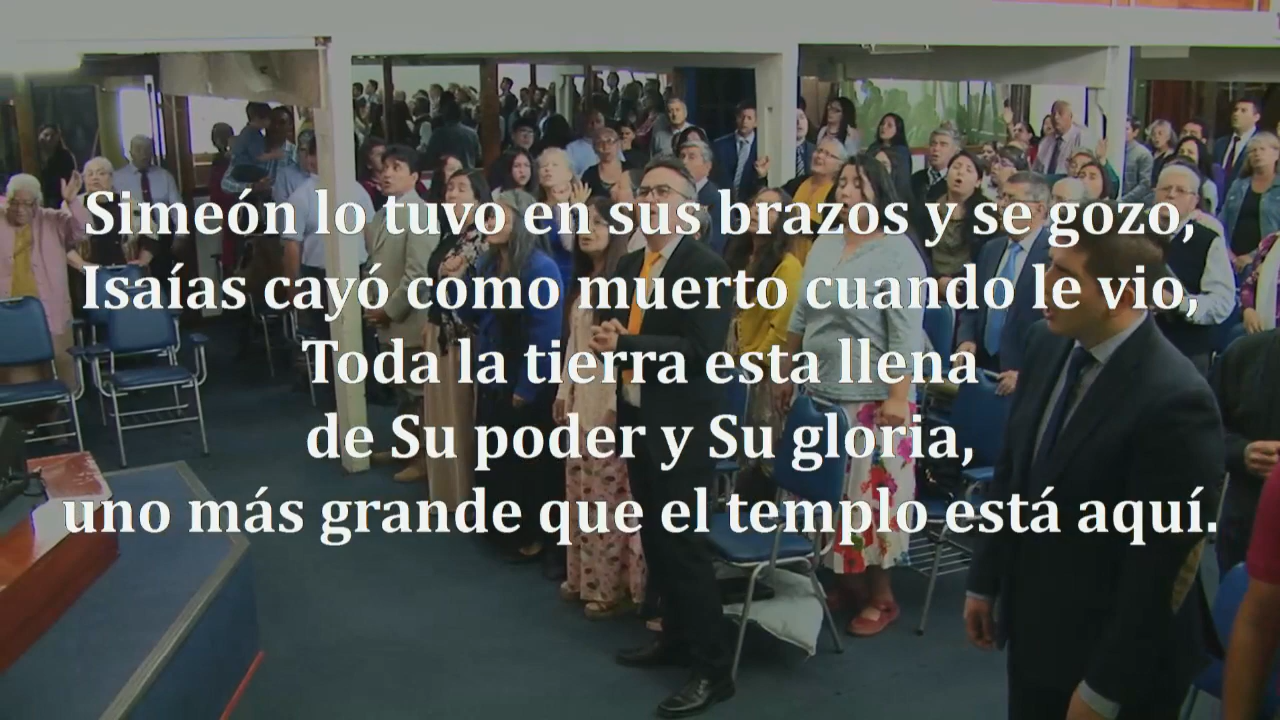 Simeón lo tuvo en sus brazos y se gozo,
Isaías cayó como muerto cuando le vio,
Toda la tierra esta llena
de Su poder y Su gloria,
uno más grande que el templo está aquí.